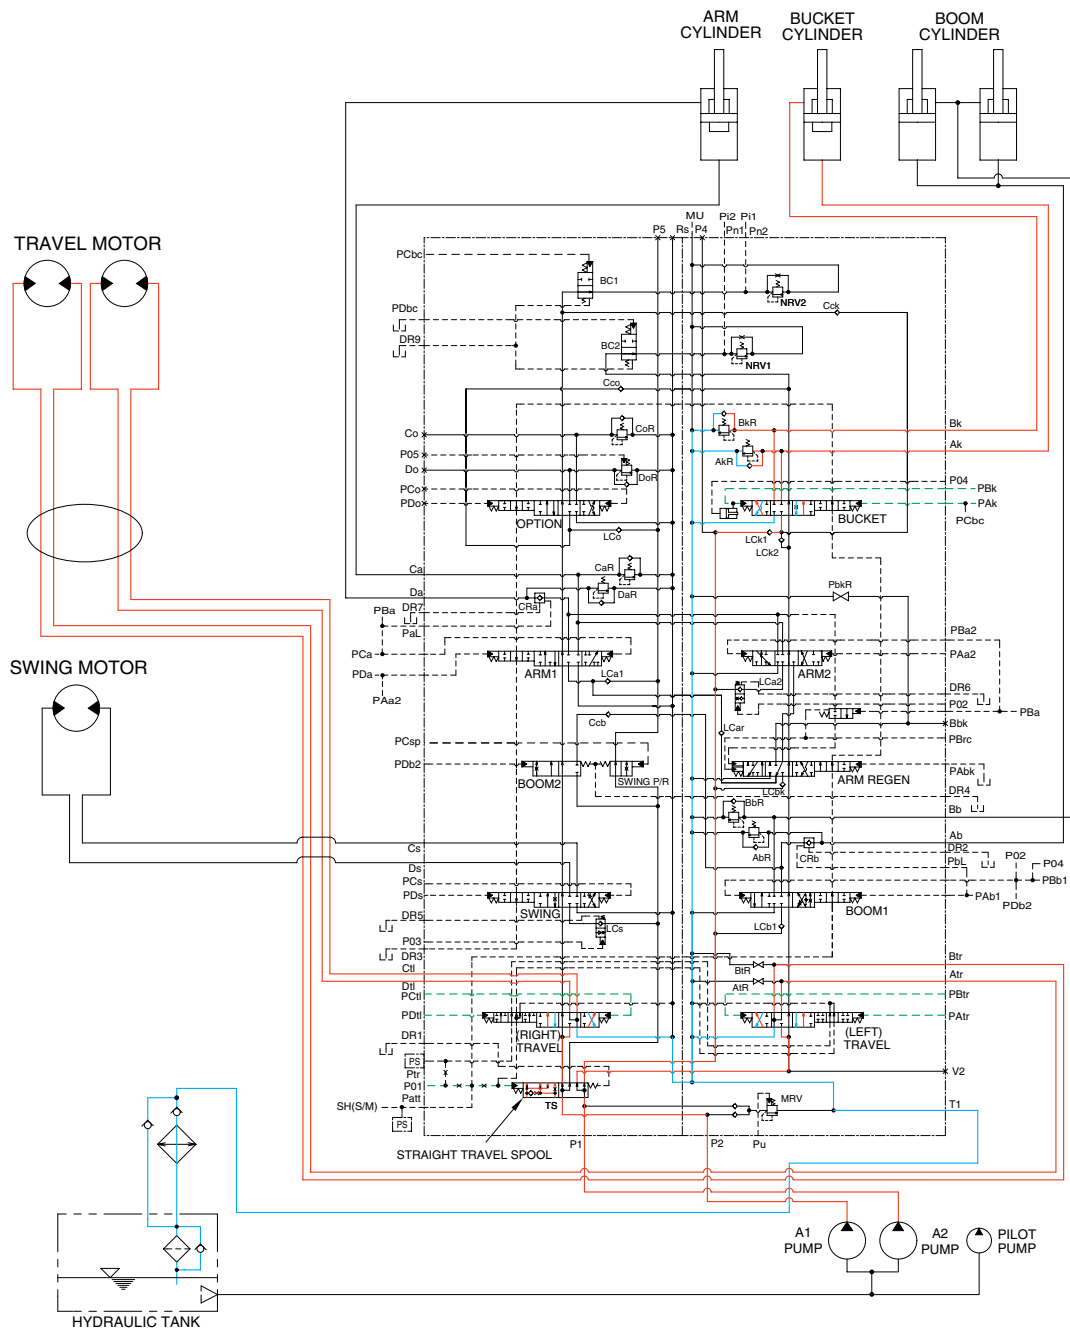 ARM
CYLINDER
BUCKET
CYLINDER
BOOM
CYLINDER
TRAVEL MOTOR
SWING MOTOR
MU
Pi2
Pi1
P5
Rs
P4
Pn1
Pn2
PCbc
BC1
NRV2
Cck
PDbc
DR9
BC2
NRV1
Cco
Co
CoR
BkR
Bk
P05
AkR
Ak
Do
DoR
P04
PCo
PBk
PDo
PAk
OPTION
BUCKET
PCbc
LCo
LCk1
LCk2
Ca
CaR
PbkR
Da
DaR
DR7
CRa
PBa
PaL
PBa2
PCa
PAa2
PDa
ARM1
LCa1
LCa2
ARM2
PAa2
DR6
P02
PBa
Ccb
LCar
Bbk
PCsp
PBrc
PDb2
PAbk
BOOM2
SWING P/R
ARM REGEN
LCbk
DR4
BbR
Bb
Cs
AbR
CRb
Ab
Ds
DR2
P02
P04
PCs
PbL
PBb1
PDs
PAb1
SWING
BOOM1
PDb2
DR5
LCs
LCb1
P03
DR3
Ctl
BtR
Btr
Dtl
AtR
Atr
PCtl
PBtr
PDtl
PAtr
(RIGHT)
TRAVEL
(LEFT)
TRAVEL
DR1
PS
Ptr
V2
P01
Patt
TS
MRV
T1
SH(S/M)
PS
P1
P2
Pu
STRAIGHT TRAVEL SPOOL
A1
PUMP
A2
PUMP
PILOT
PUMP
HYDRAULIC TANK